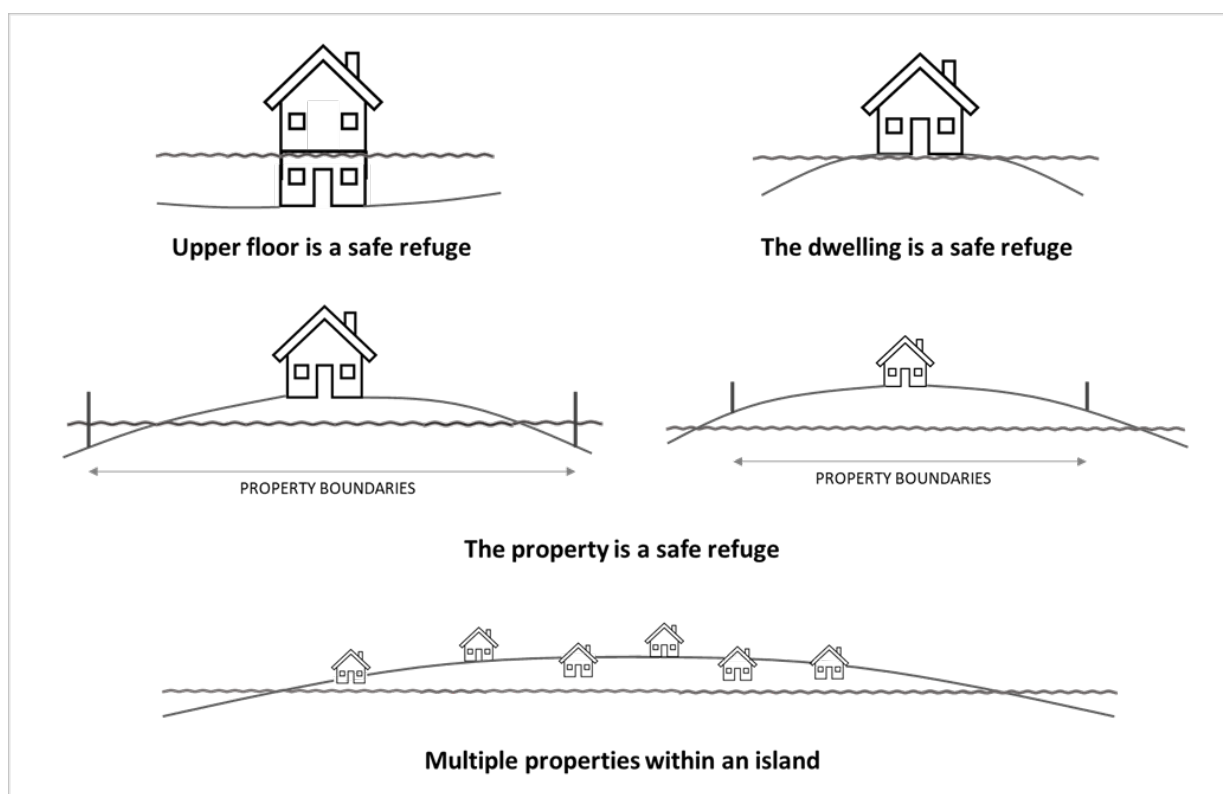 Upper floor is a safe refuge
The dwelling is a safe refuge
PROPERTY BOUNDARIES
PROPERTY BOUNDARIES
The property is a safe refuge
Multiple properties within an island